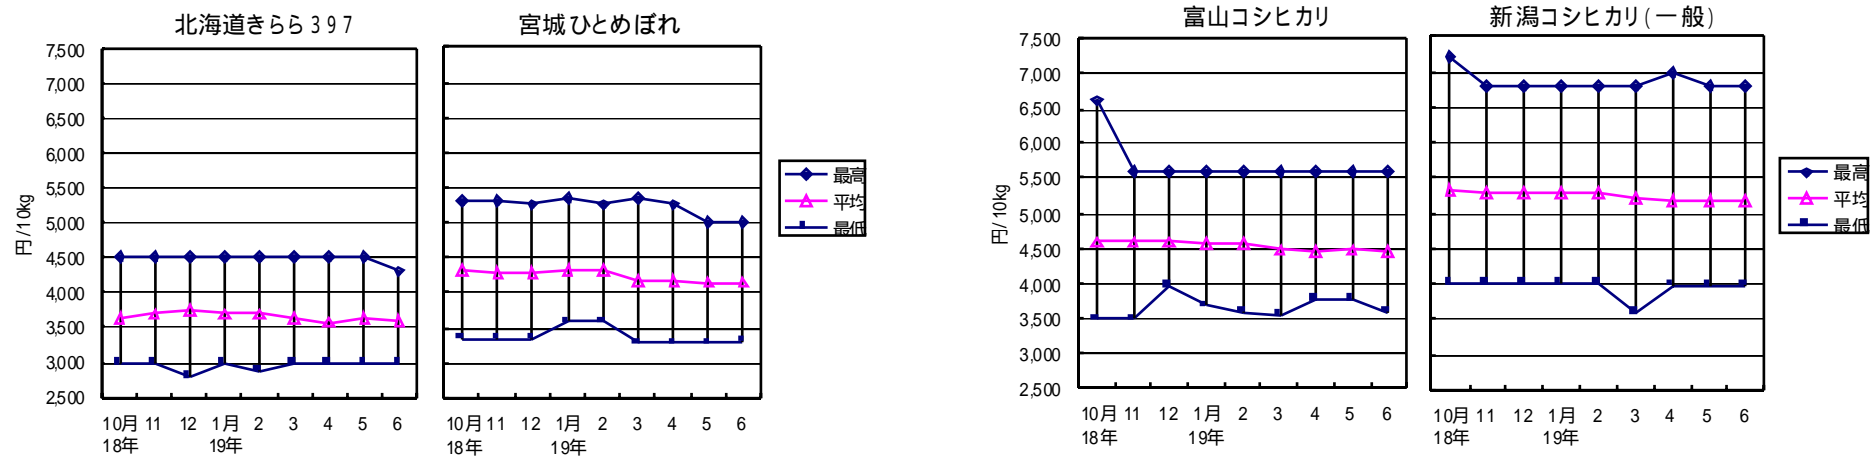 北海道きらら397
宮城ひとめぼれ
7,500
7,000
6,500
6,000
5,500
5,000
4,500
4,000
3,500
3,000
2,500
円/10kg
10月 11 12 1月 2 3 4 5 6
18年 19年
10月 11 12 1月 2 3 4 5 6
18年 19年
最高
平均
最低
富山コシヒカリ
新潟コシヒカリ(一般)
7,500
7,000
6,500
6,000
5,500
5,000
4,500
4,000
3,500
3,000
2,500
円/10kg
10月 11 12 1月 2 3 4 5 6
18年 19年
10月 11 12 1月 2 3 4 5 6
18年 19年
最高
平均
最低